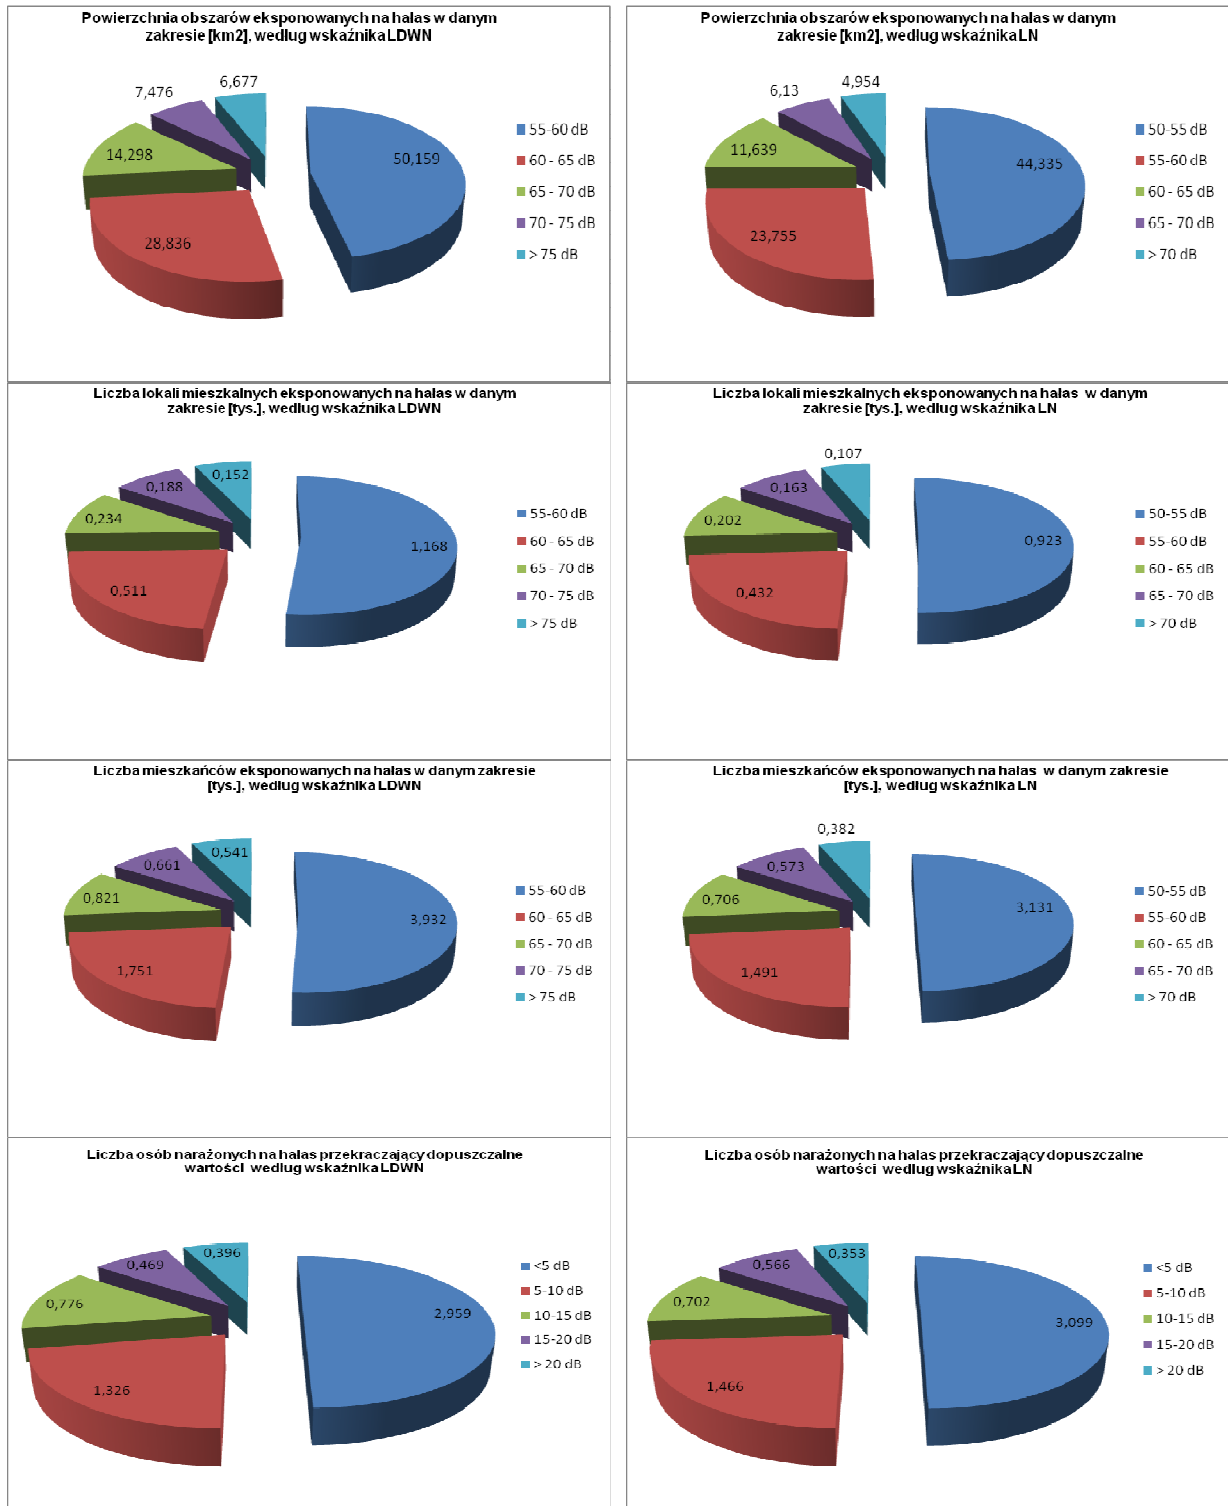 Powierzchnia obszarów eksponowanych na hałas w danym
zakresie [km2], według wskaźnika LDWN
6,677
7,476
14,298
50,159
28,836
55-60 dB
60 - 65 dB
65 - 70 dB
70 - 75 dB
> 75 dB
Powierzchnia obszarów eksponowanych na hałas w danym
zakresie [km2], według wskaźnika LN
4,954
6,13
11,639
44,335
23,755
50-55 dB
55-60 dB
60 - 65 dB
65 - 70 dB
> 70 dB
Liczba lokali mieszkalnych eksponowanych na hałas w danym
zakresie [tys.], według wskaźnika LDWN
0,152
0,188
0,234
1,168
0,511
55-60 dB
60 - 65 dB
65 - 70 dB
70 - 75 dB
> 75 dB
Liczba lokali mieszkalnych eksponowanych na hałas w danym
zakresie [tys.], według wskaźnika LN
0,107
0,163
0,202
0,923
0,432
50-55 dB
55-60 dB
60 - 65 dB
65 - 70 dB
> 70 dB
Liczba mieszkańców eksponowanych na hałas w danym zakresie
[tys.], według wskaźnika LDWN
0,541
0,661
0,821
3,932
1,751
55-60 dB
60 - 65 dB
65 - 70 dB
70 - 75 dB
> 75 dB
Liczba mieszkańców eksponowanych na hałas w danym zakresie
[tys.], według wskaźnika LN
0,382
0,573
0,706
3,131
1,491
50-55 dB
55-60 dB
60 - 65 dB
65 - 70 dB
> 70 dB
Liczba osób narażonych na hałas przekraczający dopuszczalne
wartości według wskaźnika LDWN
0,396
0,469
0,776
2,959
1,326
<5 dB
5-10 dB
10-15 dB
15-20 dB
> 20 dB
Liczba osób narażonych na hałas przekraczający dopuszczalne
wartości według wskaźnika LN
0,353
0,566
0,702
3,099
1,466
<5 dB
5-10 dB
10-15 dB
15-20 dB
> 20 dB